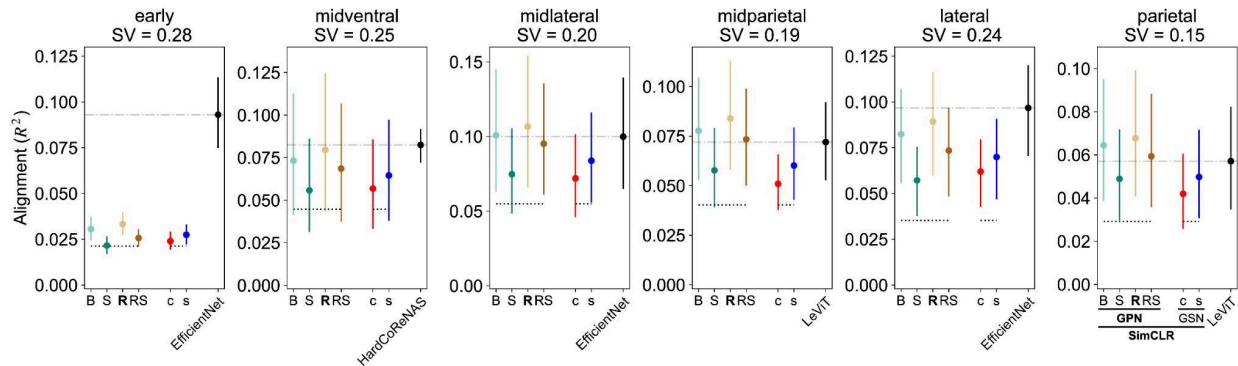 early
SV = 0.28
midventral
SV = 0.25
midlateral
SV = 0.20
midparietal
SV = 0.19
lateral
SV = 0.24
parietal
SV = 0.15
Alignment (R²)
0.125
0.100
0.075
0.050
0.025
0.000
B S R RS c s EfficientNet
0.125
0.100
0.075
0.050
0.025
0.000
B S R RS c s HardCoReNAS
0.15
0.10
0.05
0.00
B S R RS c s EfficientNet
0.125
0.100
0.075
0.050
0.025
0.000
B S R RS c s LeViT
0.125
0.100
0.075
0.050
0.025
0.000
B S R RS c s EfficientNet
0.10
0.08
0.06
0.04
0.02
0.00
B S R RS c s LeViT
GPN GSN
SimCLR